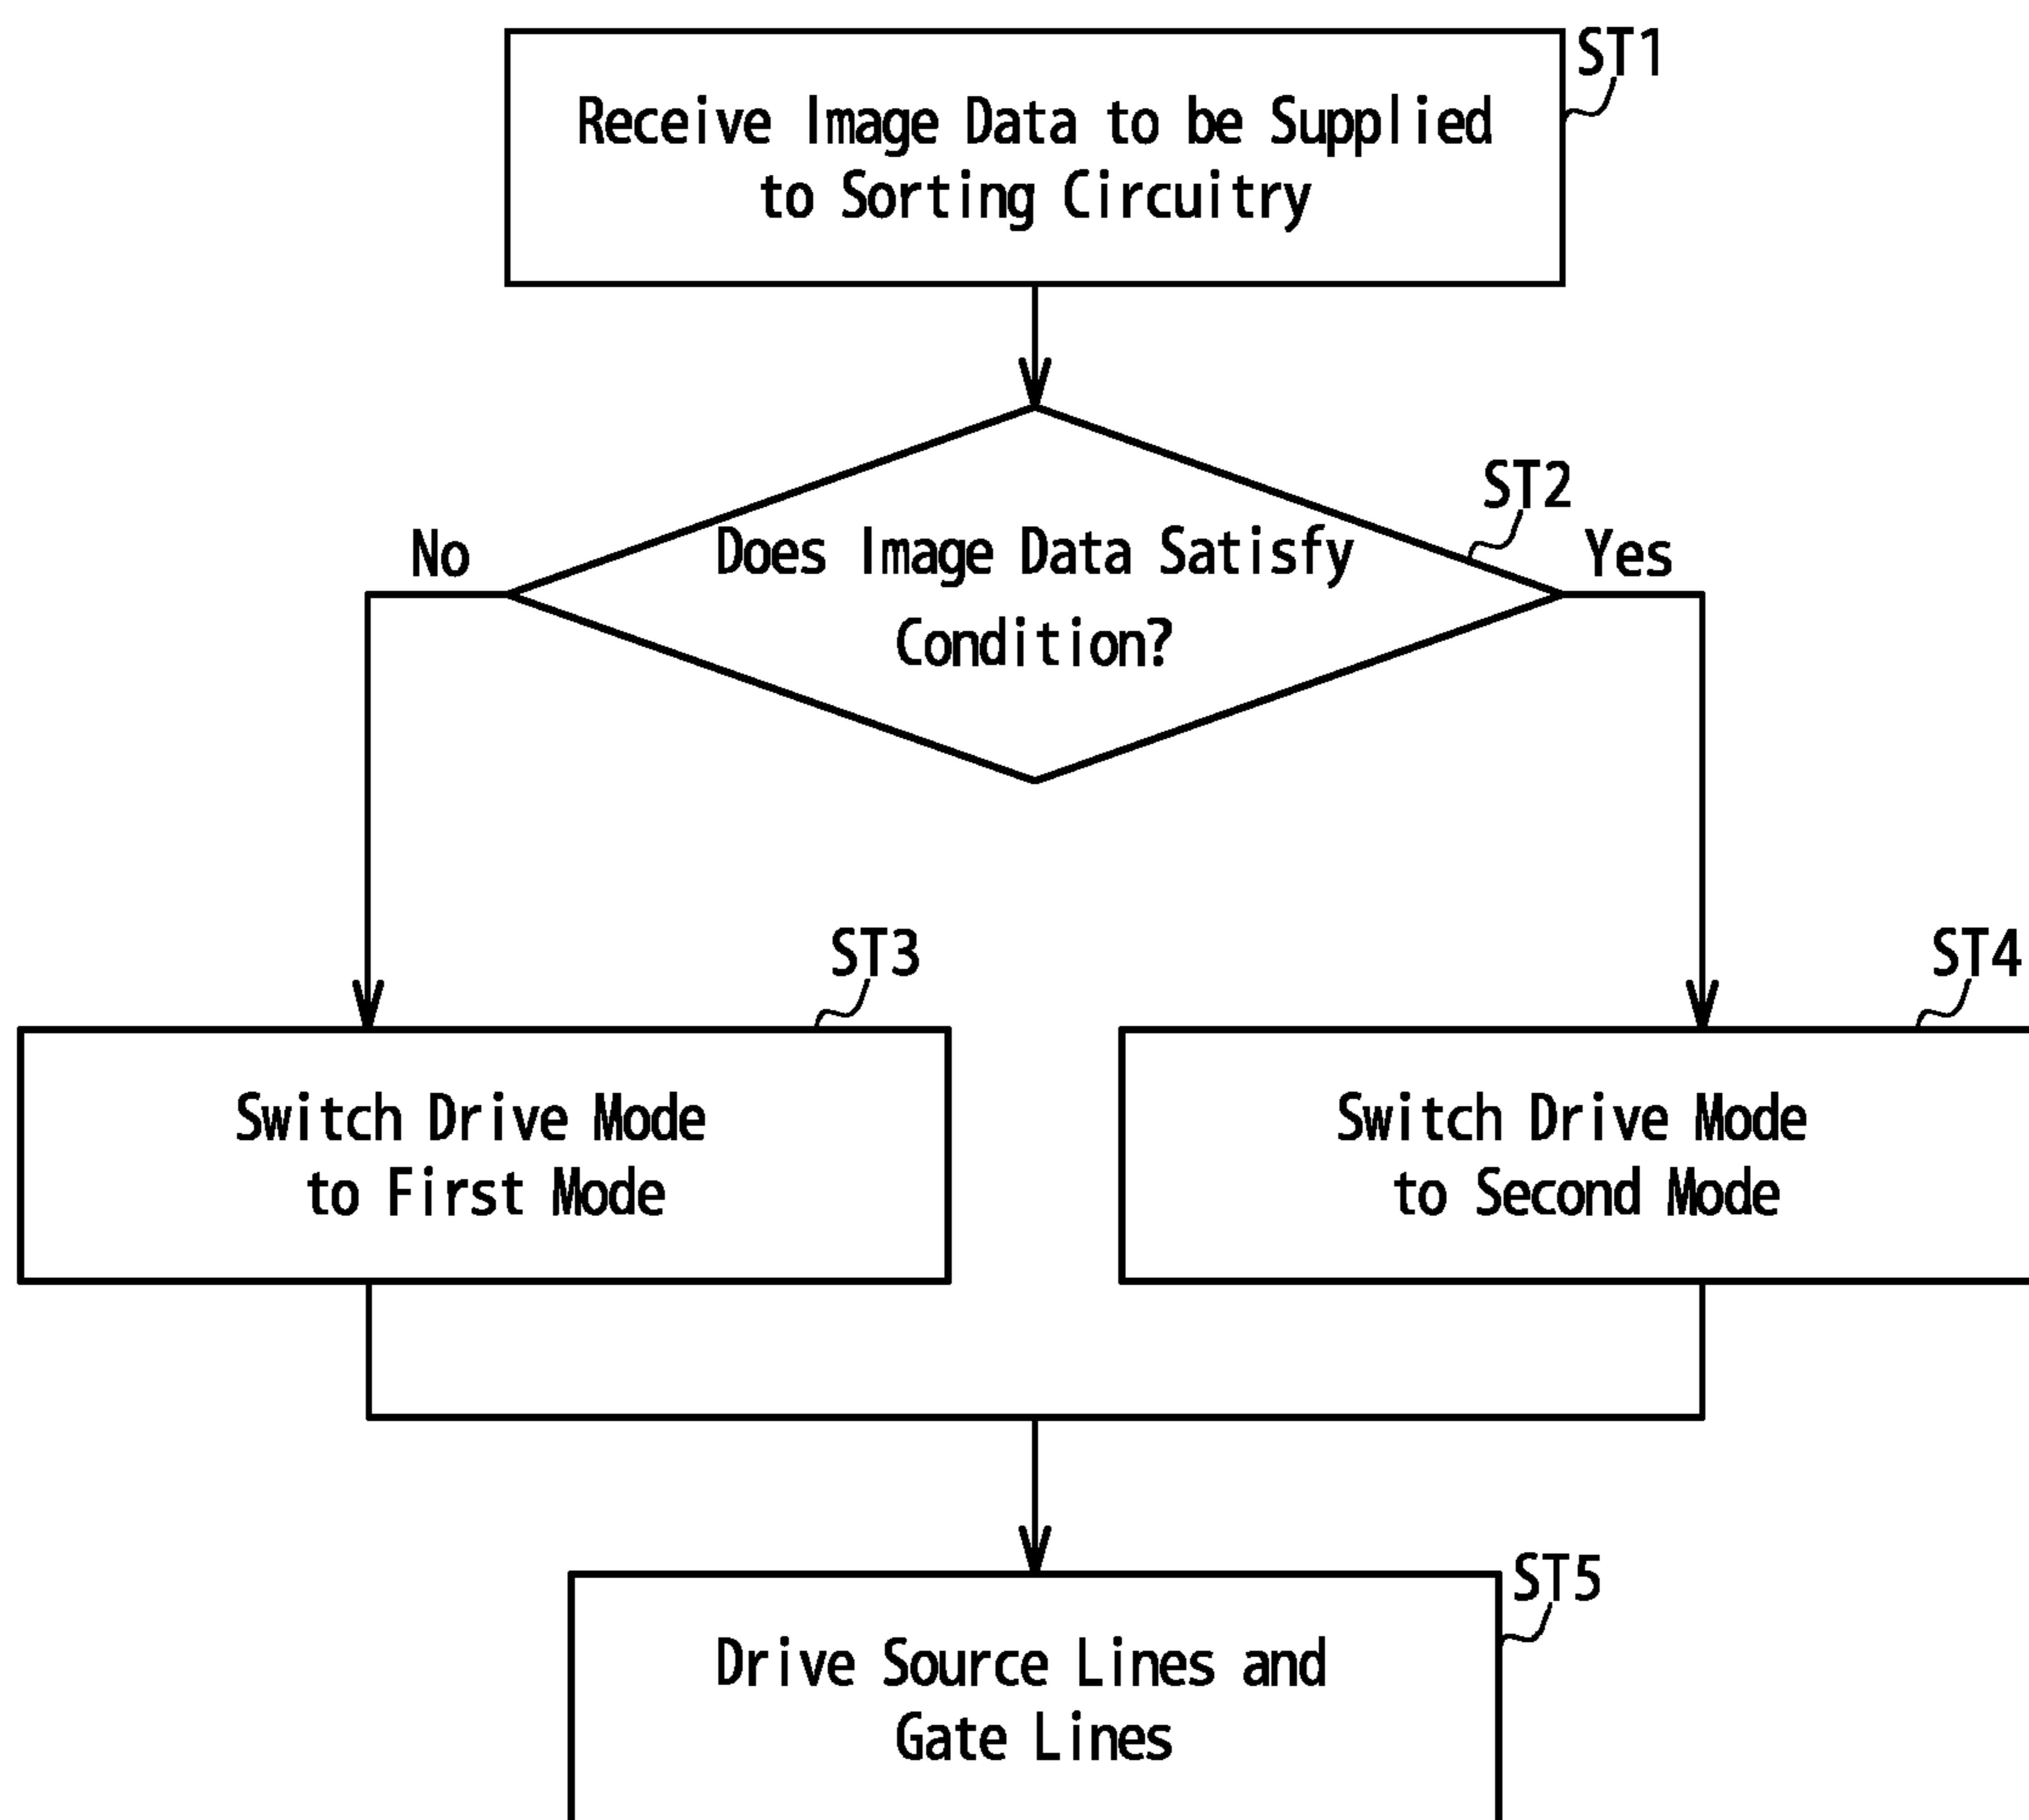 ST1
Receive Image Data to be Supplied
to Sorting Circuitry
ST2
No
Yes
Does Image Data Satisfy
Condition?
ST3
ST4
Switch Drive Mode
to First Mode
Switch Drive Mode
to Second Mode
ST5
Drive Source Lines and
Gate Lines